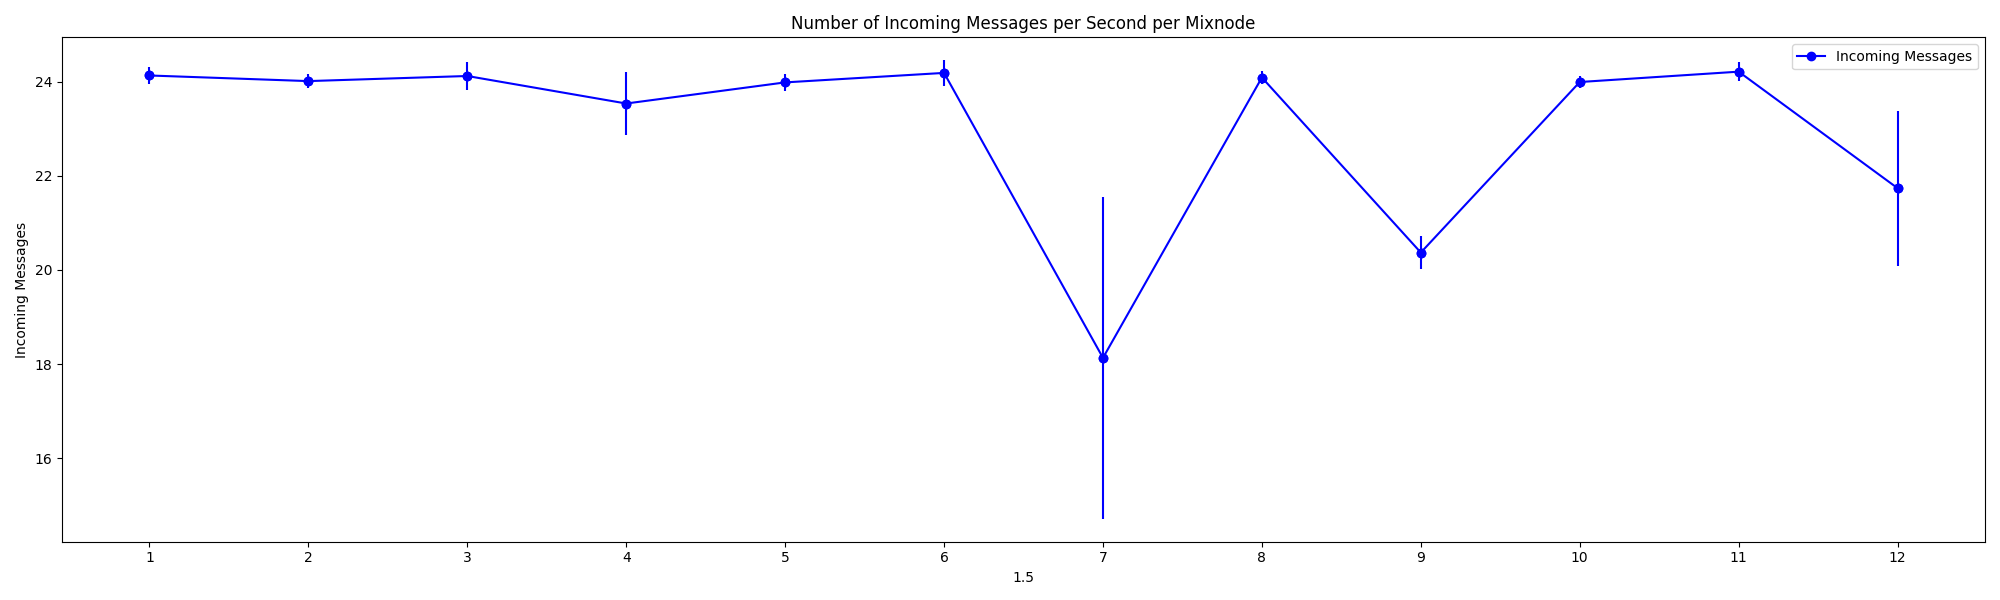 Number of Incoming Messages per Second per Mixnode
Incoming Messages
Incoming Messages
24
22
20
18
16
1 2 3 4 5 6 7 8 9 10 11 12
1.5